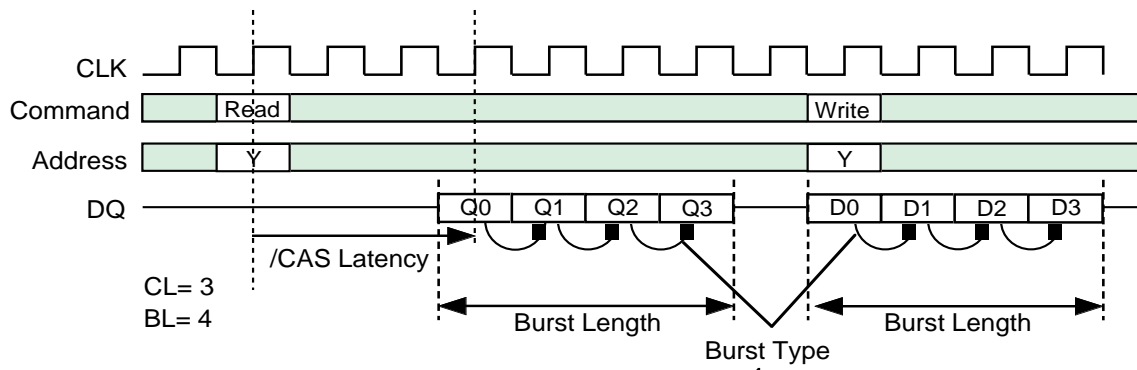 CLK
Command Read Write
Address Y Y
DQ Q0 Q1 Q2 Q3 D0 D1 D2 D3
/CAS Latency
CL= 3
BL= 4
Burst Length Burst Length
Burst Type